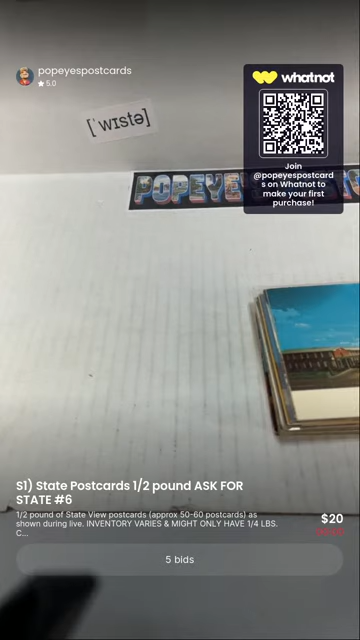 popeyespostcards
★ 5.0
whatnot
Join
@popeyespostcard
s on Whatnot to
make your first
purchase!
[ˈwɪstə]
POPEYE
S1) State Postcards 1/2 pound ASK FOR
STATE #6
1/2 pound of State View postcards (approx 50-60 postcards) as
shown during live. INVENTORY VARIES & MIGHT ONLY HAVE 1/4 LBS.
C...
$20
5 bids